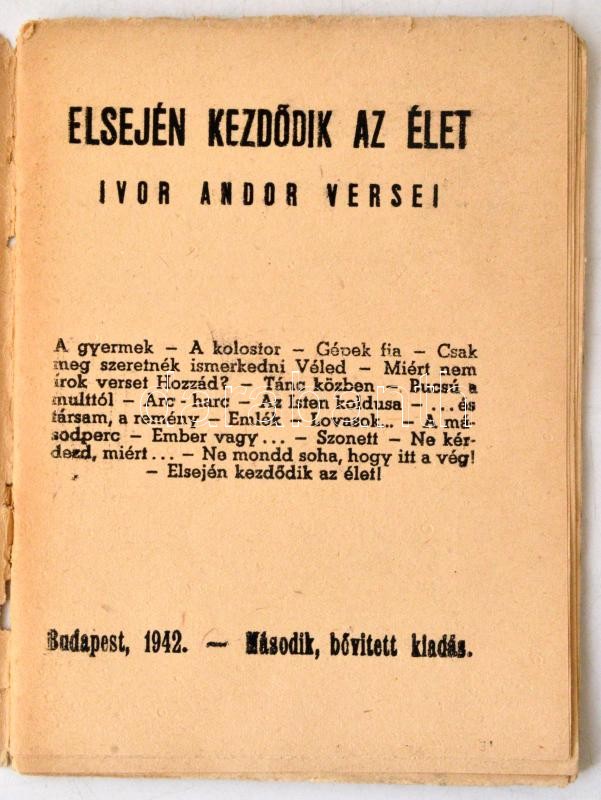 ELSEJÉN KEZDŐDIK AZ ÉLET
IVOR ANDOR VERSEI
A gyermek — A kolostor — Gépek fia — Csak
meg szeretnék ismerkedni Véled — Miért nem
írok verset Hozzád? — Tánc közben — Bucsú a
multtól — Arc - harc — Az Isten koldusa — ... és
társam, a remény — Emlék — Lovasok... — A má
sodperc — Ember vagy... — Szonett — Ne kér-
dezd, miért... — Ne mondd soha, hogy itt a vég!
— Elsején kezdődik az élet!
Budapest, 1942. — Második, bővitett kiadás.